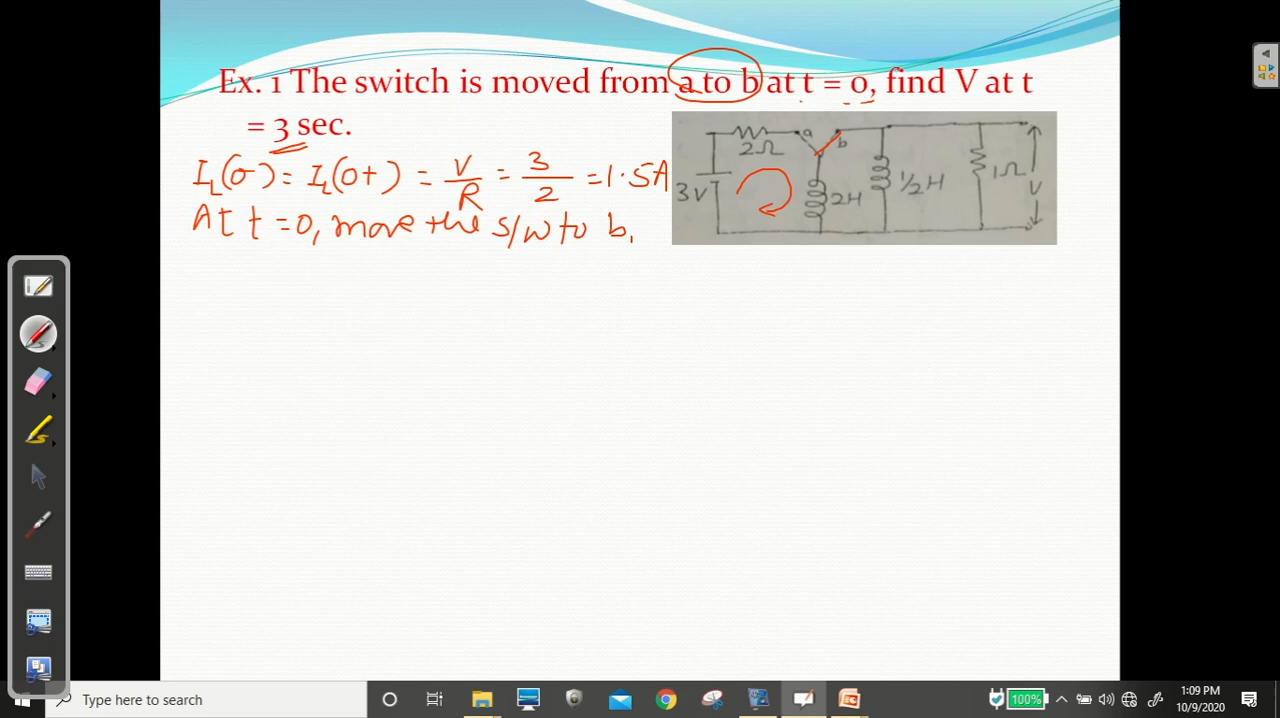 Ex. 1 The switch is moved from a to b at t = 0, find V at t
= 3 sec.
I_L(0-) = I_L(0+) = V/R = 3/2 = 1.5A
At t = 0, move the s/w to b.
a
b
2Ω
3V
2H
1/2H
1Ω
V
Type here to search
100%
1:09 PM
10/9/2020